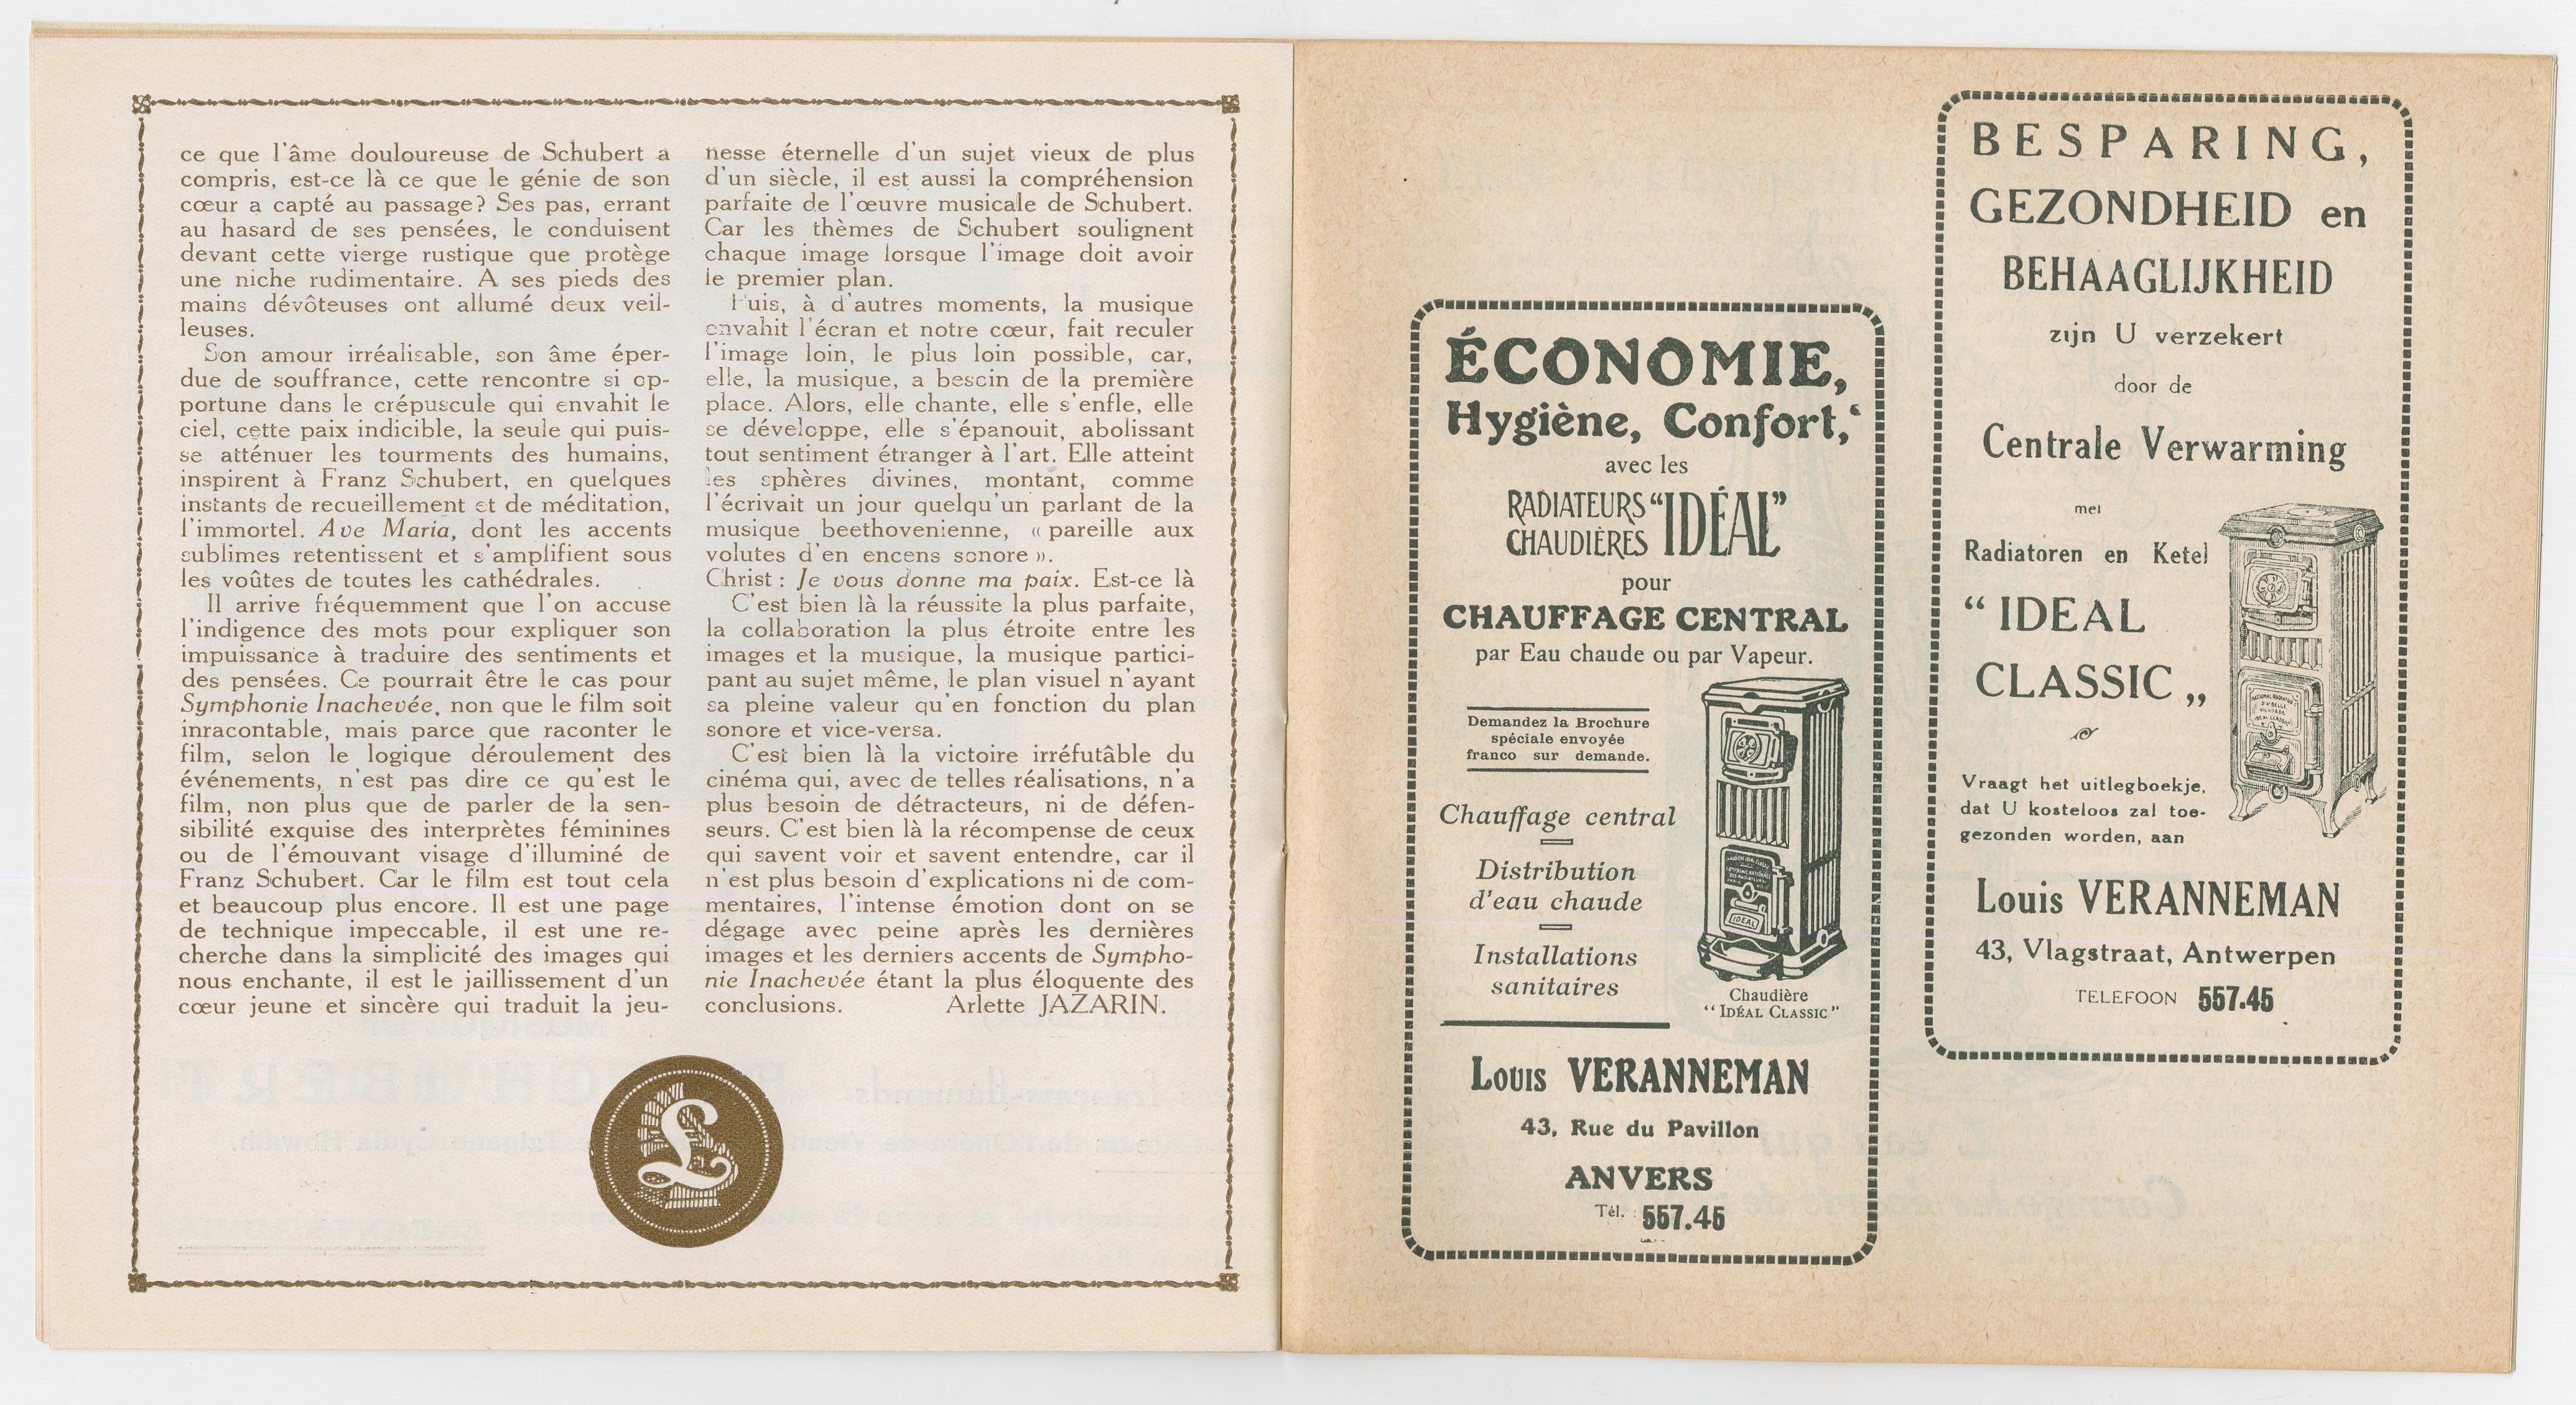 ce que l'âme douloureuse de Schubert a
compris, est-ce là ce que le génie de son
cœur a capté au passage? Ses pas, errant
au hasard de ses pensées, le conduisent
devant cette vierge rustique que protège
une niche rudimentaire. A ses pieds des
mains dévôteuses ont allumé deux veil-
leuses.
Son amour irréalisable, son âme éper-
due de souffrance, cette rencontre si op-
portune dans le crépuscule qui envahit le
ciel, cette paix indicible, la seule qui puis-
se atténuer les tourments des humains,
inspirent à Franz Schubert, en quelques
instants de recueillement et de méditation,
l'immortel. Ave Maria, dont les accents
sublimes retentissent et s'amplifient sous
les voûtes de toutes les cathédrales.
Il arrive fréquemment que l'on accuse
l'indigence des mots pour expliquer son
impuissance à traduire des sentiments et
des pensées. Ce pourrait être le cas pour
Symphonie Inachevée, non que le film soit
inracontable, mais parce que raconter le
film, selon le logique déroulement des
événements, n'est pas dire ce qu'est le
film, non plus que de parler de la sen-
sibilité exquise des interprètes féminines
ou de l'émouvant visage d'illuminé de
Franz Schubert. Car le film est tout cela
et beaucoup plus encore. Il est une page
de technique impeccable, il est une re-
cherche dans la simplicité des images qui
nous enchante, il est le jaillissement d'un
cœur jeune et sincère qui traduit la jeu-
nesse éternelle d'un sujet vieux de plus
d'un siècle, il est aussi la compréhension
parfaite de l'œuvre musicale de Schubert.
Car les thèmes de Schubert soulignent
chaque image lorsque l'image doit avoir
le premier plan.
Puis, à d'autres moments, la musique
envahit l'écran et notre cœur, fait reculer
l'image loin, le plus loin possible, car,
elle, la musique, a besoin de la première
place. Alors, elle chante, elle s'enfle, elle
se développe, elle s'épanouit, abolissant
tout sentiment étranger à l'art. Elle atteint
les sphères divines, montant, comme
l'écrivait un jour quelqu'un parlant de la
musique beethovenienne, « pareille aux
volutes d'en encens sonore ».
Christ : Je vous donne ma paix. Est-ce là
C'est bien là la réussite la plus parfaite,
la collaboration la plus étroite entre les
images et la musique, la musique partici-
pant au sujet même, le plan visuel n'ayant
sa pleine valeur qu'en fonction du plan
sonore et vice-versa.
C'est bien là la victoire irréfutâble du
cinéma qui, avec de telles réalisations, n'a
plus besoin de détracteurs, ni de défen-
seurs. C'est bien là la récompense de ceux
qui savent voir et savent entendre, car il
n'est plus besoin d'explications ni de com-
mentaires, l'intense émotion dont on se
dégage avec peine après les dernières
images et les derniers accents de Sympho-
nie Inachevée étant la plus éloquente des
conclusions. Arlette JAZARIN.
L
ÉCONOMIE,
Hygiène, Confort,
avec les
RADIATEURS
CHAUDIÈRES
"IDÉAL"
pour
CHAUFFAGE CENTRAL
par Eau chaude ou par Vapeur.
Demandez la Brochure
spéciale envoyée
franco sur demande.
Chauffage central
Distribution
d'eau chaude
Installations
sanitaires
IDEAL
Chaudière
"IDÉAL CLASSIC"
Louis VERANNEMAN
43, Rue du Pavillon
ANVERS
Tél. : 557.45
BESPARING,
GEZONDHEID en
BEHAAGLIJKHEID
zijn U verzekert
door de
Centrale Verwarming
met
Radiatoren en Ketel
"IDEAL
CLASSIC„
Vraagt het uitlegboekje,
dat U kosteloos zal toe-
gezonden worden, aan
Louis VERANNEMAN
43, Vlagstraat, Antwerpen
TELEFOON 557.45